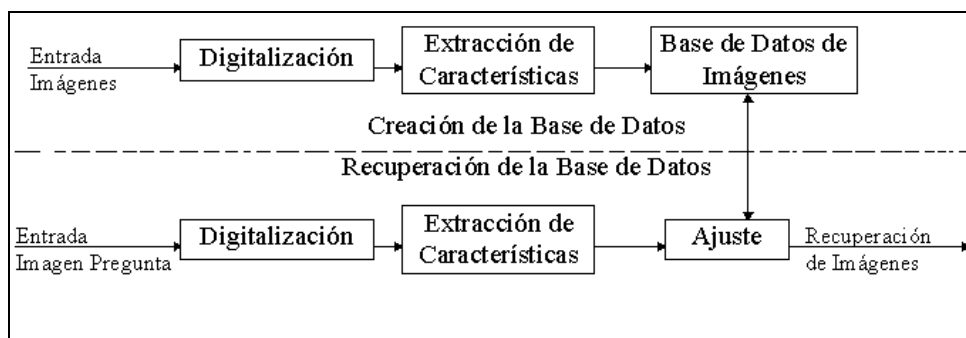 Entrada
Imágenes
Digitalización
Extracción de
Características
Base de Datos de
Imágenes
Creación de la Base de Datos
Recuperación de la Base de Datos
Entrada
Imagen Pregunta
Digitalización
Extracción de
Características
Ajuste
Recuperación
de Imágenes